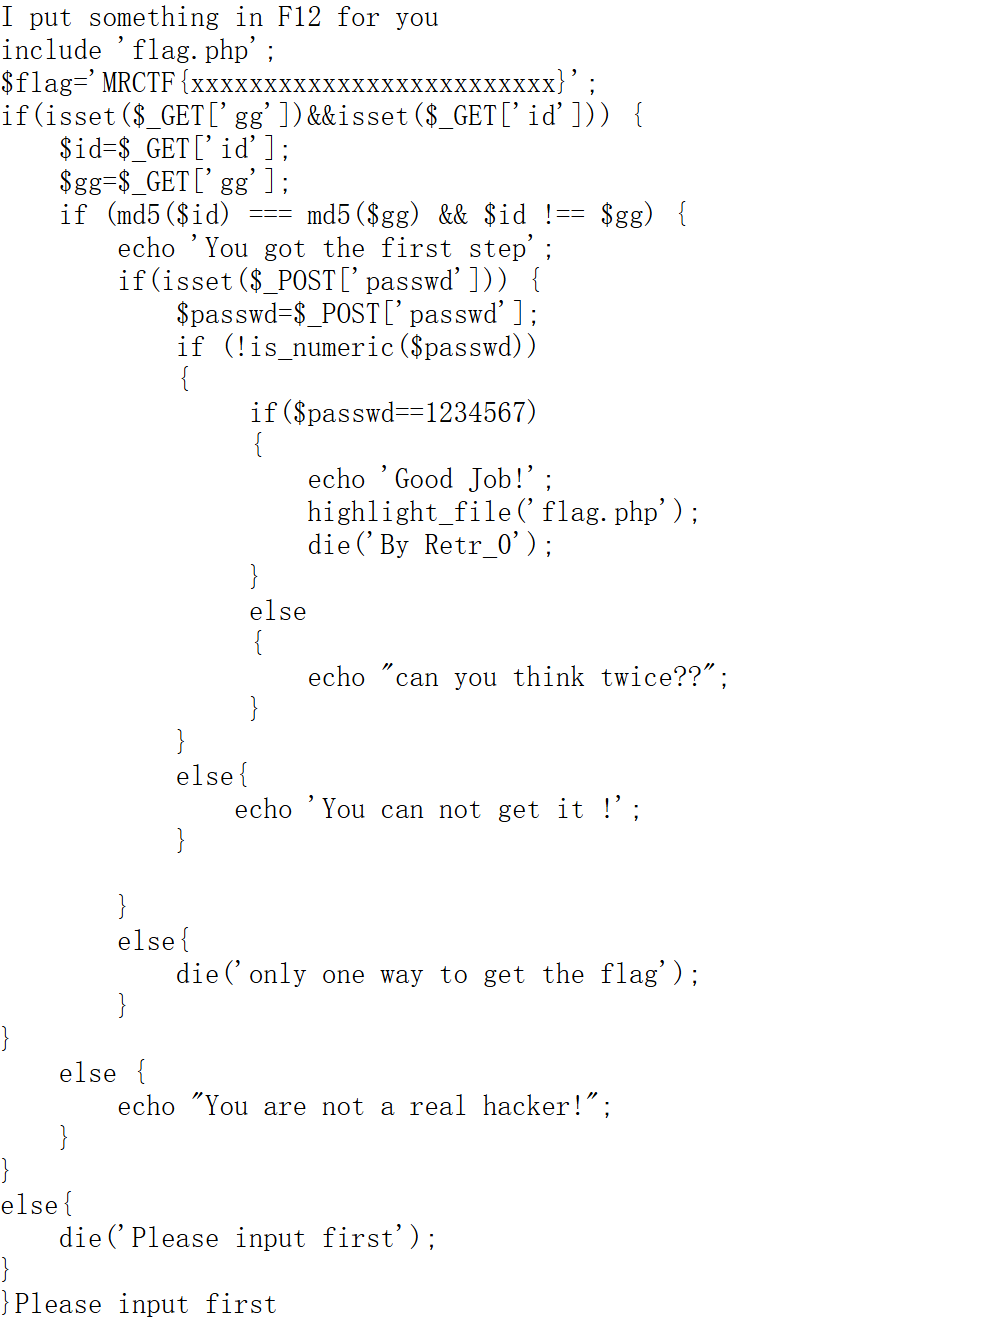 I put something in F12 for you
include 'flag.php';
$flag='MRCTF{xxxxxxxxxxxxxxxxxxxxxxxxx}';
if(isset($_GET['gg'])&&isset($_GET['id'])) {
    $id=$_GET['id'];
    $gg=$_GET['gg'];
    if (md5($id) === md5($gg) && $id !== $gg) {
        echo 'You got the first step';
        if(isset($_POST['passwd'])) {
            $passwd=$_POST['passwd'];
            if (!is_numeric($passwd))
            {
                 if($passwd==1234567)
                 {
                     echo 'Good Job!';
                     highlight_file('flag.php');
                     die('By Retr_0');
                 }
                 else
                 {
                     echo "can you think twice??";
                 }
            }
            else{
                echo 'You can not get it !';
            }

        }
        else{
            die('only one way to get the flag');
        }
}
    else {
        echo "You are not a real hacker!";
    }
}
else{
    die('Please input first');
}
}Please input first